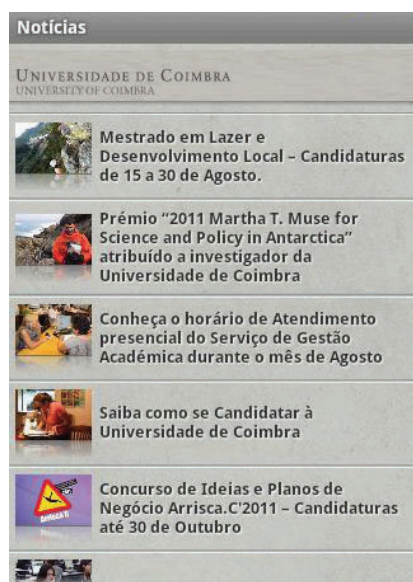 Notícias
UNIVERSIDADE DE COIMBRA
UNIVERSITY OF COIMBRA
Mestrado em Lazer e
Desenvolvimento Local – Candidaturas
de 15 a 30 de Agosto.
Prémio “2011 Martha T. Muse for
Science and Policy in Antarctica”
atribuído a investigador da
Universidade de Coimbra
Conheça o horário de Atendimento
presencial do Serviço de Gestão
Académica durante o mês de Agosto
Saiba como se Candidatar à
Universidade de Coimbra
Concurso de Ideias e Planos de
Negócio Arrisca.C'2011 – Candidaturas
até 30 de Outubro